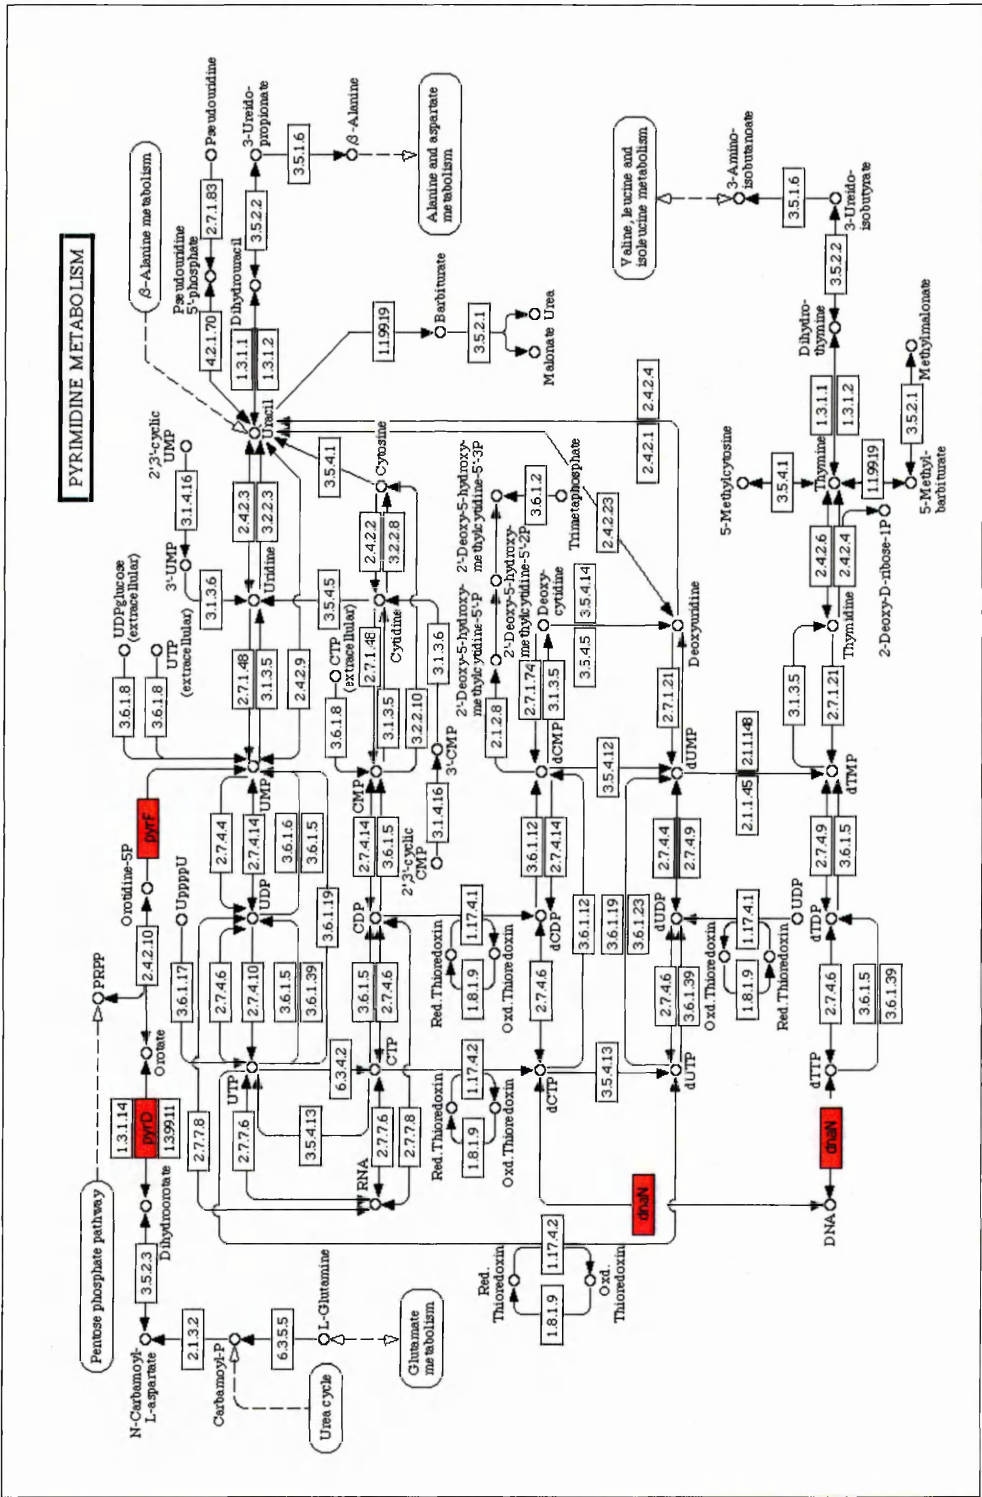 PYRIMIDINE METABOLISM
Pentose phosphate pathway
PRPP
β-Alanine metabolism
N-Carbamoyl-
L-aspartate
3.5.2.3
Dihydroorotate
1.3.1.14
pyrD
1.3.99.11
Orotate
2.4.2.10
Orotidine-5P
pyrF
3.6.1.8
UDPglucose
(extracellular)
3.6.1.8
UTP
(extracellular)
3'-UMP
3.1.4.16
2',3'-cyclic
UMP
3.1.3.6
4.2.1.70
Pseudouridine
5'-phosphate
2.7.1.83
Pseudouridine
2.1.3.2
Carbamoyl-P
6.3.5.5
L-Glutamine
Urea cycle
Glutamate
metabolism
3.6.1.17
UppppU
2.7.7.8
2.7.7.6
3.5.4.13
UTP
2.7.4.6
2.7.4.10
3.6.1.5
3.6.1.39
UDP
2.7.4.4
2.7.4.14
3.6.1.6
3.6.1.5
3.6.1.19
UMP
2.7.1.48
3.1.3.5
2.4.2.9
Uridine
2.4.2.3
3.2.2.3
Uracil
1.3.1.1
1.3.1.2
Dihydrouracil
3.5.2.2
3-Ureido-
propionate
3.5.1.6
β-Alanine
Alanine and aspartate
metabolism
6.3.4.2
3.5.4.5
3.5.4.1
1.1.99.19
Barbiturate
3.5.2.1
Malonate
Urea
RNA
2.7.7.6
2.7.7.8
CTP
3.6.1.5
2.7.4.6
CDP
2.7.4.14
3.6.1.5
CMP
3.6.1.8
CTP
(extracellular)
2.7.1.48
3.1.3.5
3.2.2.10
Cytidine
2.4.2.2
3.2.2.8
Cytosine
2',3'-cyclic
CMP
3.1.4.16
3'-CMP
3.1.3.6
Red.Thioredoxin
1.8.1.9
1.17.4.2
Oxd.Thioredoxin
Red.Thioredoxin
1.8.1.9
1.17.4.1
Oxd.Thioredoxin
2'-Deoxy-5-hydroxy-
methylcytidine-5'-P
2'-Deoxy-5-hydroxy-
methylcytidine-5'-2P
2'-Deoxy-5-hydroxy-
methylcytidine-5'-3P
2.1.2.8
3.6.1.2
Trimetaphosphate
dCTP
2.7.4.6
dCDP
3.6.1.12
2.7.4.14
dCMP
2.7.1.74
3.1.3.5
Deoxy-
cytidine
3.6.1.12
3.5.4.13
3.5.4.12
3.5.4.5
3.5.4.14
2.4.2.23
2.4.2.1
2.4.2.4
Red.
Thioredoxin
1.8.1.9
1.17.4.2
Oxd.
Thioredoxin
dnaN
3.6.1.19
3.6.1.23
dUTP
2.7.4.6
3.6.1.39
dUDP
2.7.4.4
2.7.4.9
dUMP
2.7.1.21
Deoxyuridine
Oxd.Thioredoxin
1.8.1.9
1.17.4.1
Red.Thioredoxin
UDP
2.1.1.45
2.1.1.148
DNA
dnaN
dTTP
2.7.4.6
3.6.1.5
3.6.1.39
dTDP
2.7.4.9
3.6.1.5
dTMP
3.1.3.5
2.7.1.21
Thymidine
2.4.2.6
2.4.2.4
2-Deoxy-D-ribose-1P
5-Methylcytosine
3.5.4.1
Thymine
1.1.99.19
5-Methyl-
barbiturate
3.5.2.1
Methylmalonate
1.3.1.1
1.3.1.2
Dihydro-
thymine
3.5.2.2
3-Ureido-
isobutyrate
3.5.1.6
3-Amino-
isobutanoate
Valine, leucine and
isoleucine metabolism